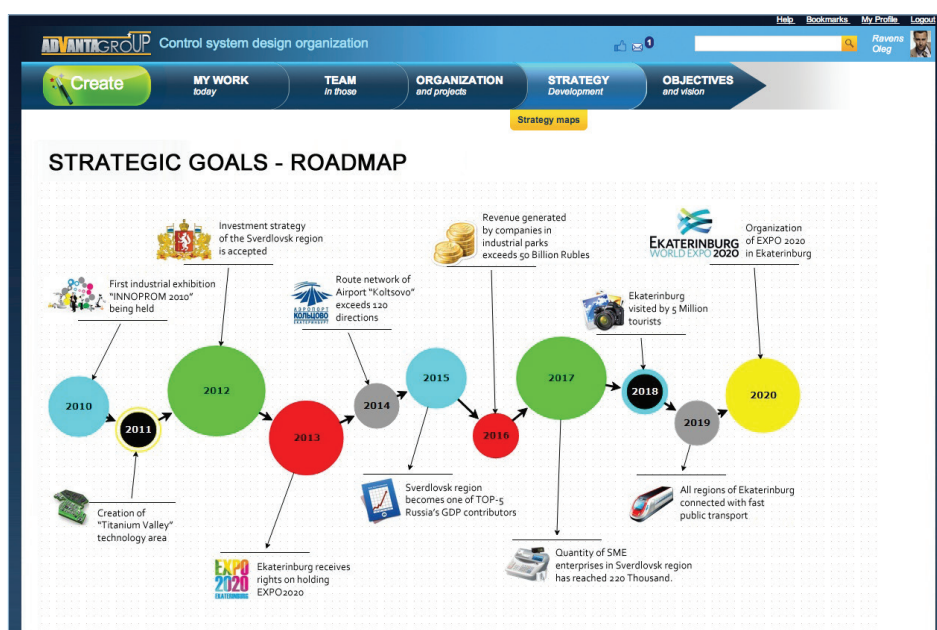 Help Bookmarks My Profile Logout
ADVANTAGROUP Control system design organization
1
Ravens
Oleg
Create
MY WORK
today
TEAM
in those
ORGANIZATION
and projects
STRATEGY
Development
OBJECTIVES
and vision
Strategy maps
STRATEGIC GOALS - ROADMAP
First industrial exhibition
"INNOPROM 2010"
being held
Investment strategy
of the Sverdlovsk region
is accepted
АЭРОПОРТ
КОЛЬЦОВО
ЕКАТЕРИНБУРГ
Route network of
Airport "Koltsovo"
exceeds 120
directions
Revenue generated
by companies in
industrial parks
exceeds 50 Billion Rubles
Ekaterinburg
visited by 5 Million
tourists
EKATERINBURG
WORLD EXPO 2020
Organization
of EXPO 2020
in Ekaterinburg
2010
2011
2012
2013
2014
2015
2016
2017
2018
2019
2020
Creation of
"Titanium Valley"
technology area
EXPO
2020
EKATERINBURG
Ekaterinburg receives
rights on holding
EXPO2020
Sverdlovsk region
becomes one of TOP-5
Russia's GDP contributors
Quantity of SME
enterprises in Sverdlovsk region
has reached 220 Thousand.
All regions of Ekaterinburg
connected with fast
public transport